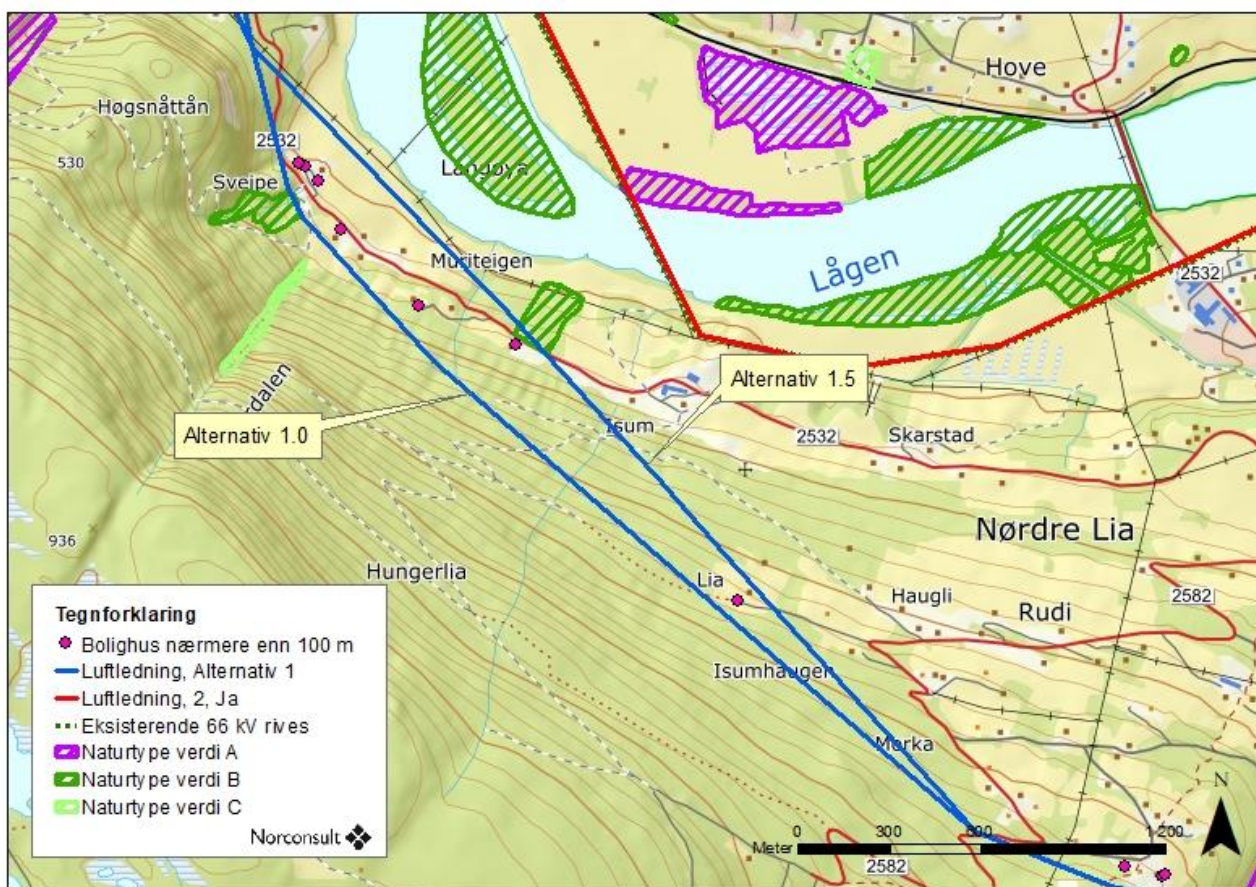 Hove
Høgsnåttån
530
2532
Sveipe
Langøya
Lågen
2532
Muriteigen
Alternativ 1.5
Alternativ 1.0
Isum
2532
Skarstad
936
Nørdre Lia
Hungerlia
Lia
Haugli
2582
Rudi
Isumhaugen
Morka
Tegnforklaring
Bolighus nærmere enn 100 m
Luftledning, Alternativ 1
Luftledning, 2, Ja
Eksisterende 66 kV rives
Naturtype verdi A
Naturtype verdi B
Naturtype verdi C
Norconsult
N
0 300 600 1 200
Meter
2582